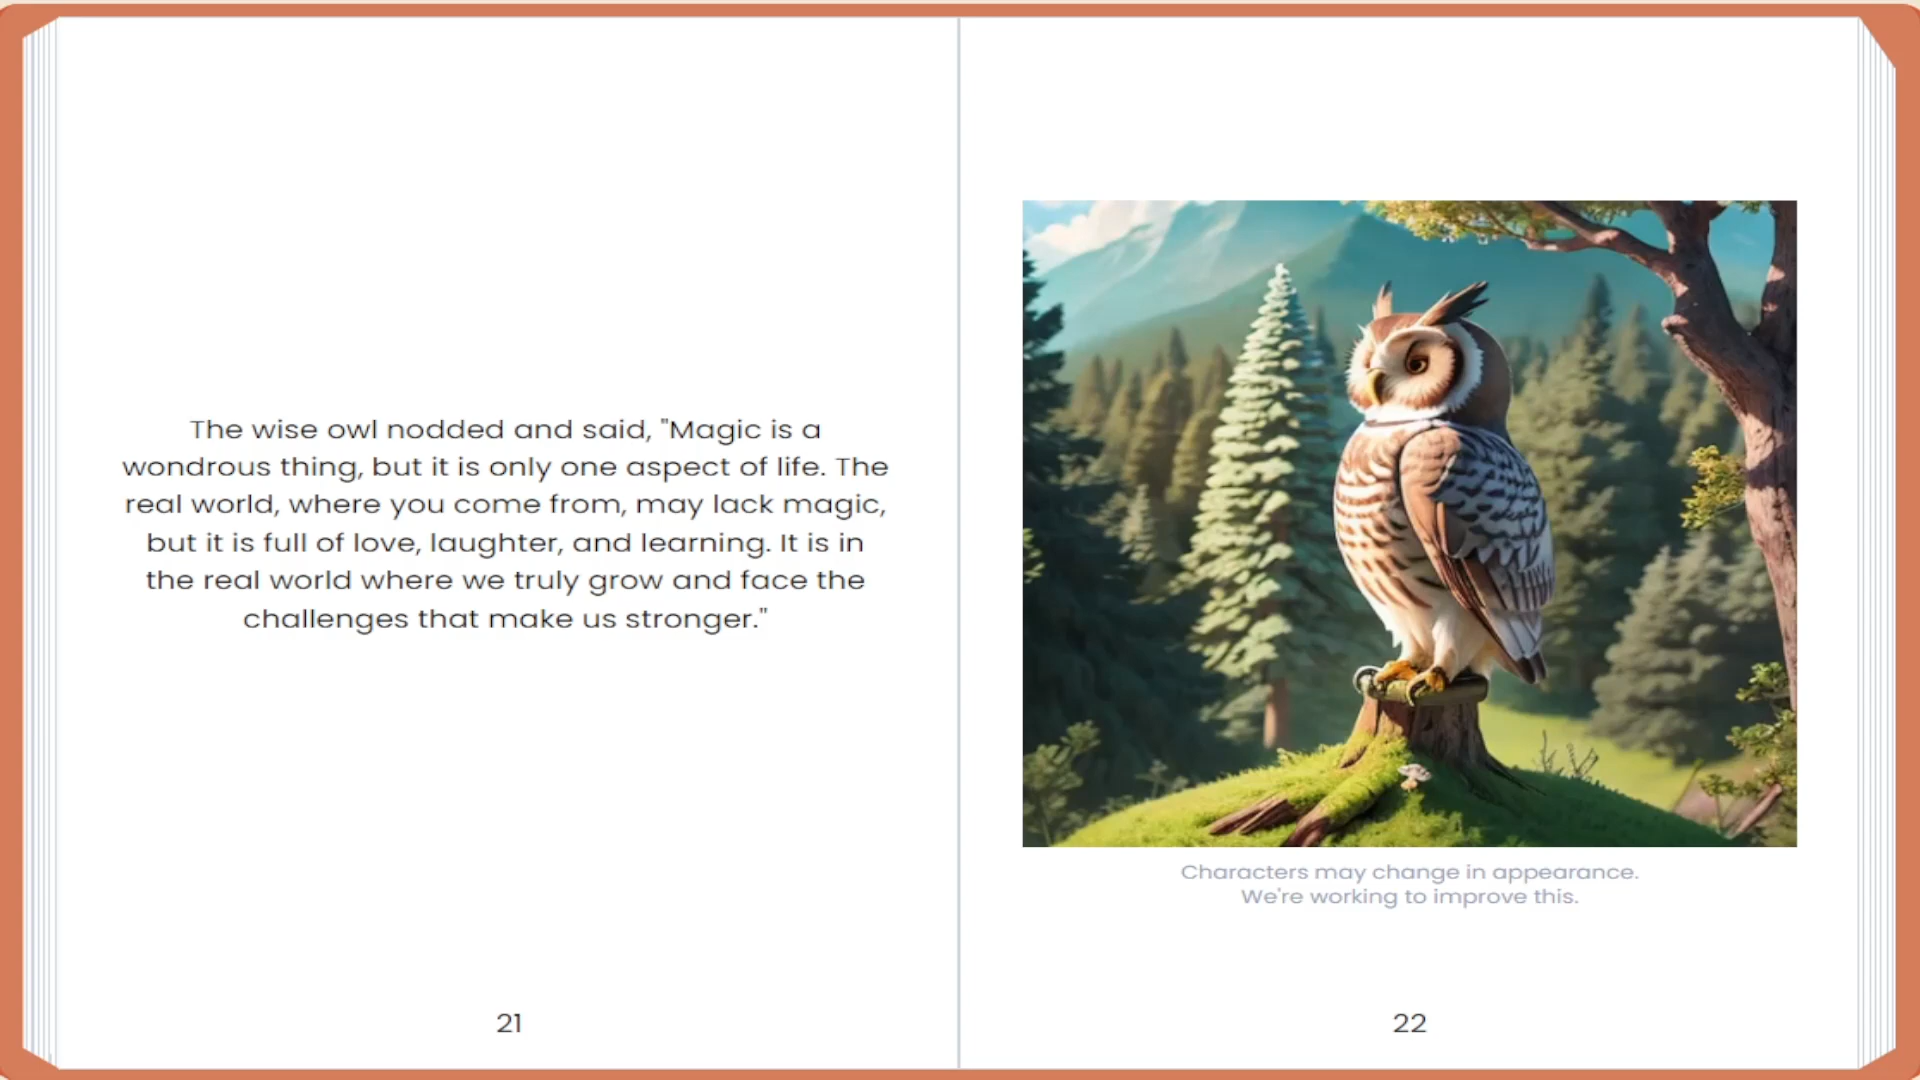 The wise owl nodded and said, "Magic is a
wondrous thing, but it is only one aspect of life. The
real world, where you come from, may lack magic,
but it is full of love, laughter, and learning. It is in
the real world where we truly grow and face the
challenges that make us stronger."
21
Characters may change in appearance.
We're working to improve this.
22